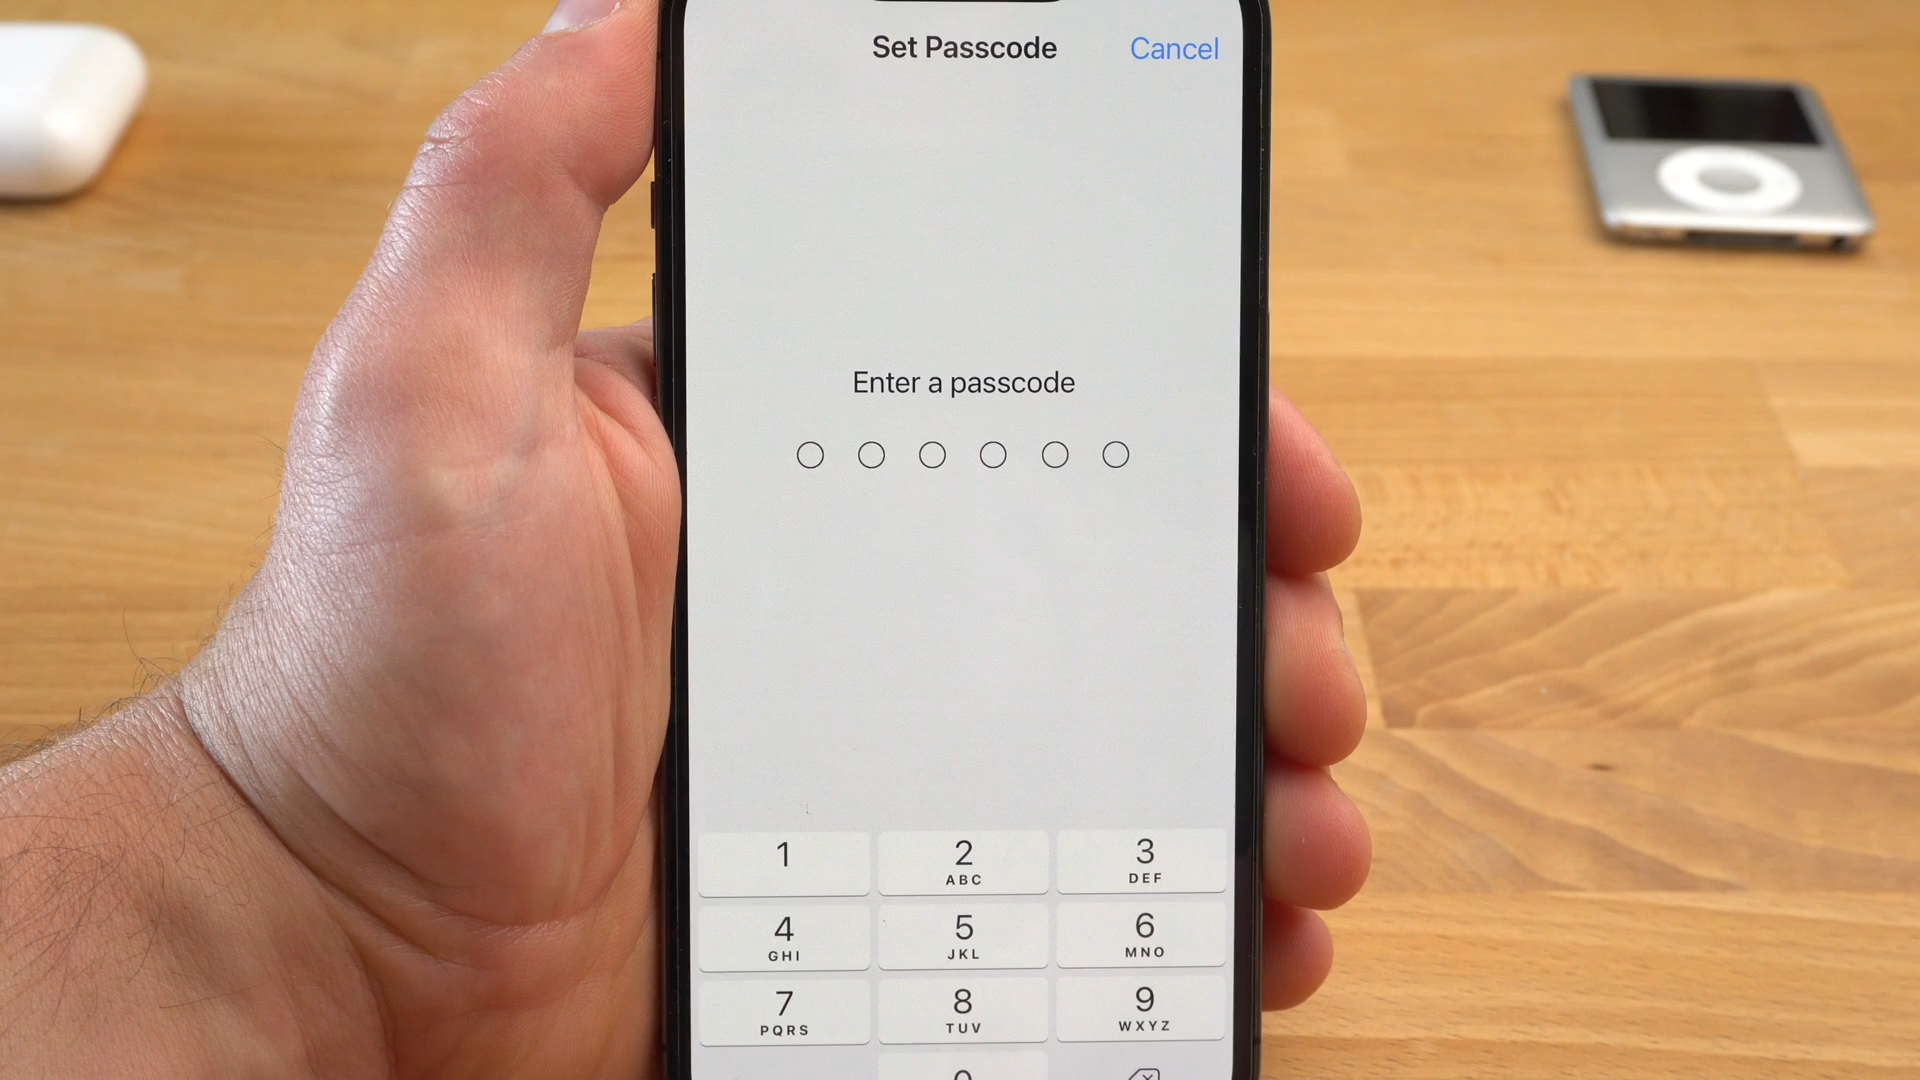 Set Passcode Cancel
Enter a passcode
1 2 3
ABC DEF
4 5 6
GHI JKL MNO
7 8 9
PQRS TUV WXYZ